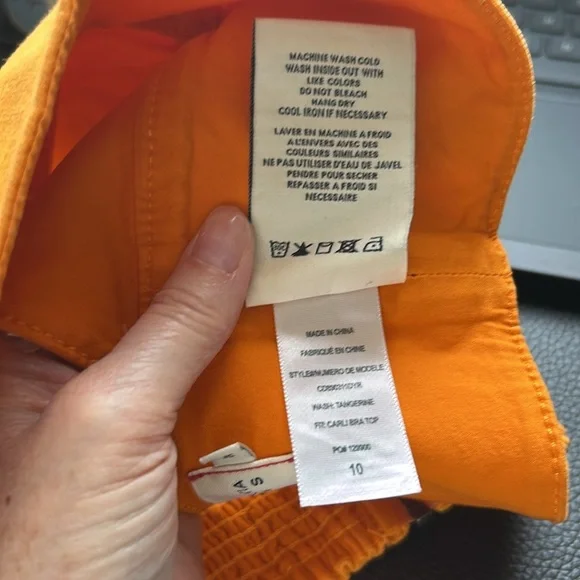 MACHINE WASH COLD
WASH INSIDE OUT WITH
LIKE COLORS
DO NOT BLEACH
HANG DRY
COOL IRON IF NECESSARY
LAVER EN MACHINE A FROID
A L'ENVERS AVEC DES
COULEURS SIMILAIRES
NE PAS UTILISER D'EAU DE JAVEL
PENDRE POUR SECHER
REPASSER A FROID SI
NECESSAIRE
MADE IN CHINA
FABRIQUÉ EN CHINE
STYLE#/NUMERO DE MODELE
WASH: TANGERINE
FIT: CARLI BRA TOP
PO# 129000
10